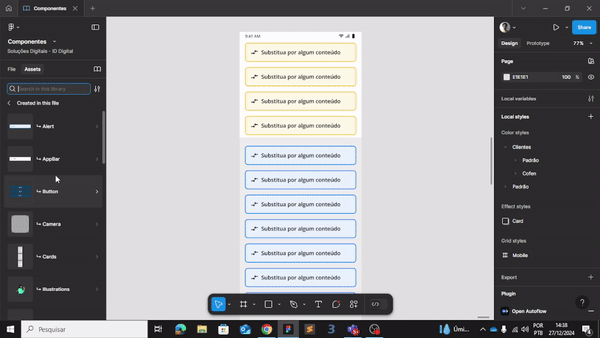 Componentes
Componentes
Soluções Digitais - ID Digital
File
Assets
Search in this library
Created in this file
Alert
AppBar
Button
Camera
Cards
Illustrations
9:41 AM
Substitua por algum conteúdo
Substitua por algum conteúdo
Substitua por algum conteúdo
Substitua por algum conteúdo
Substitua por algum conteúdo
Substitua por algum conteúdo
Substitua por algum conteúdo
Substitua por algum conteúdo
Substitua por algum conteúdo
Substitua por algum conteúdo
Share
Design
Prototype
77%
Page
E1E1E1
100
%
Local variables
Local styles
Color styles
Clientes
Padrão
Cofen
Padrão
Effect styles
Card
Grid styles
Mobile
Export
Plugin
Open Autoflow
Pesquisar
Úmi...
POR
PTB
14:38
27/12/2024